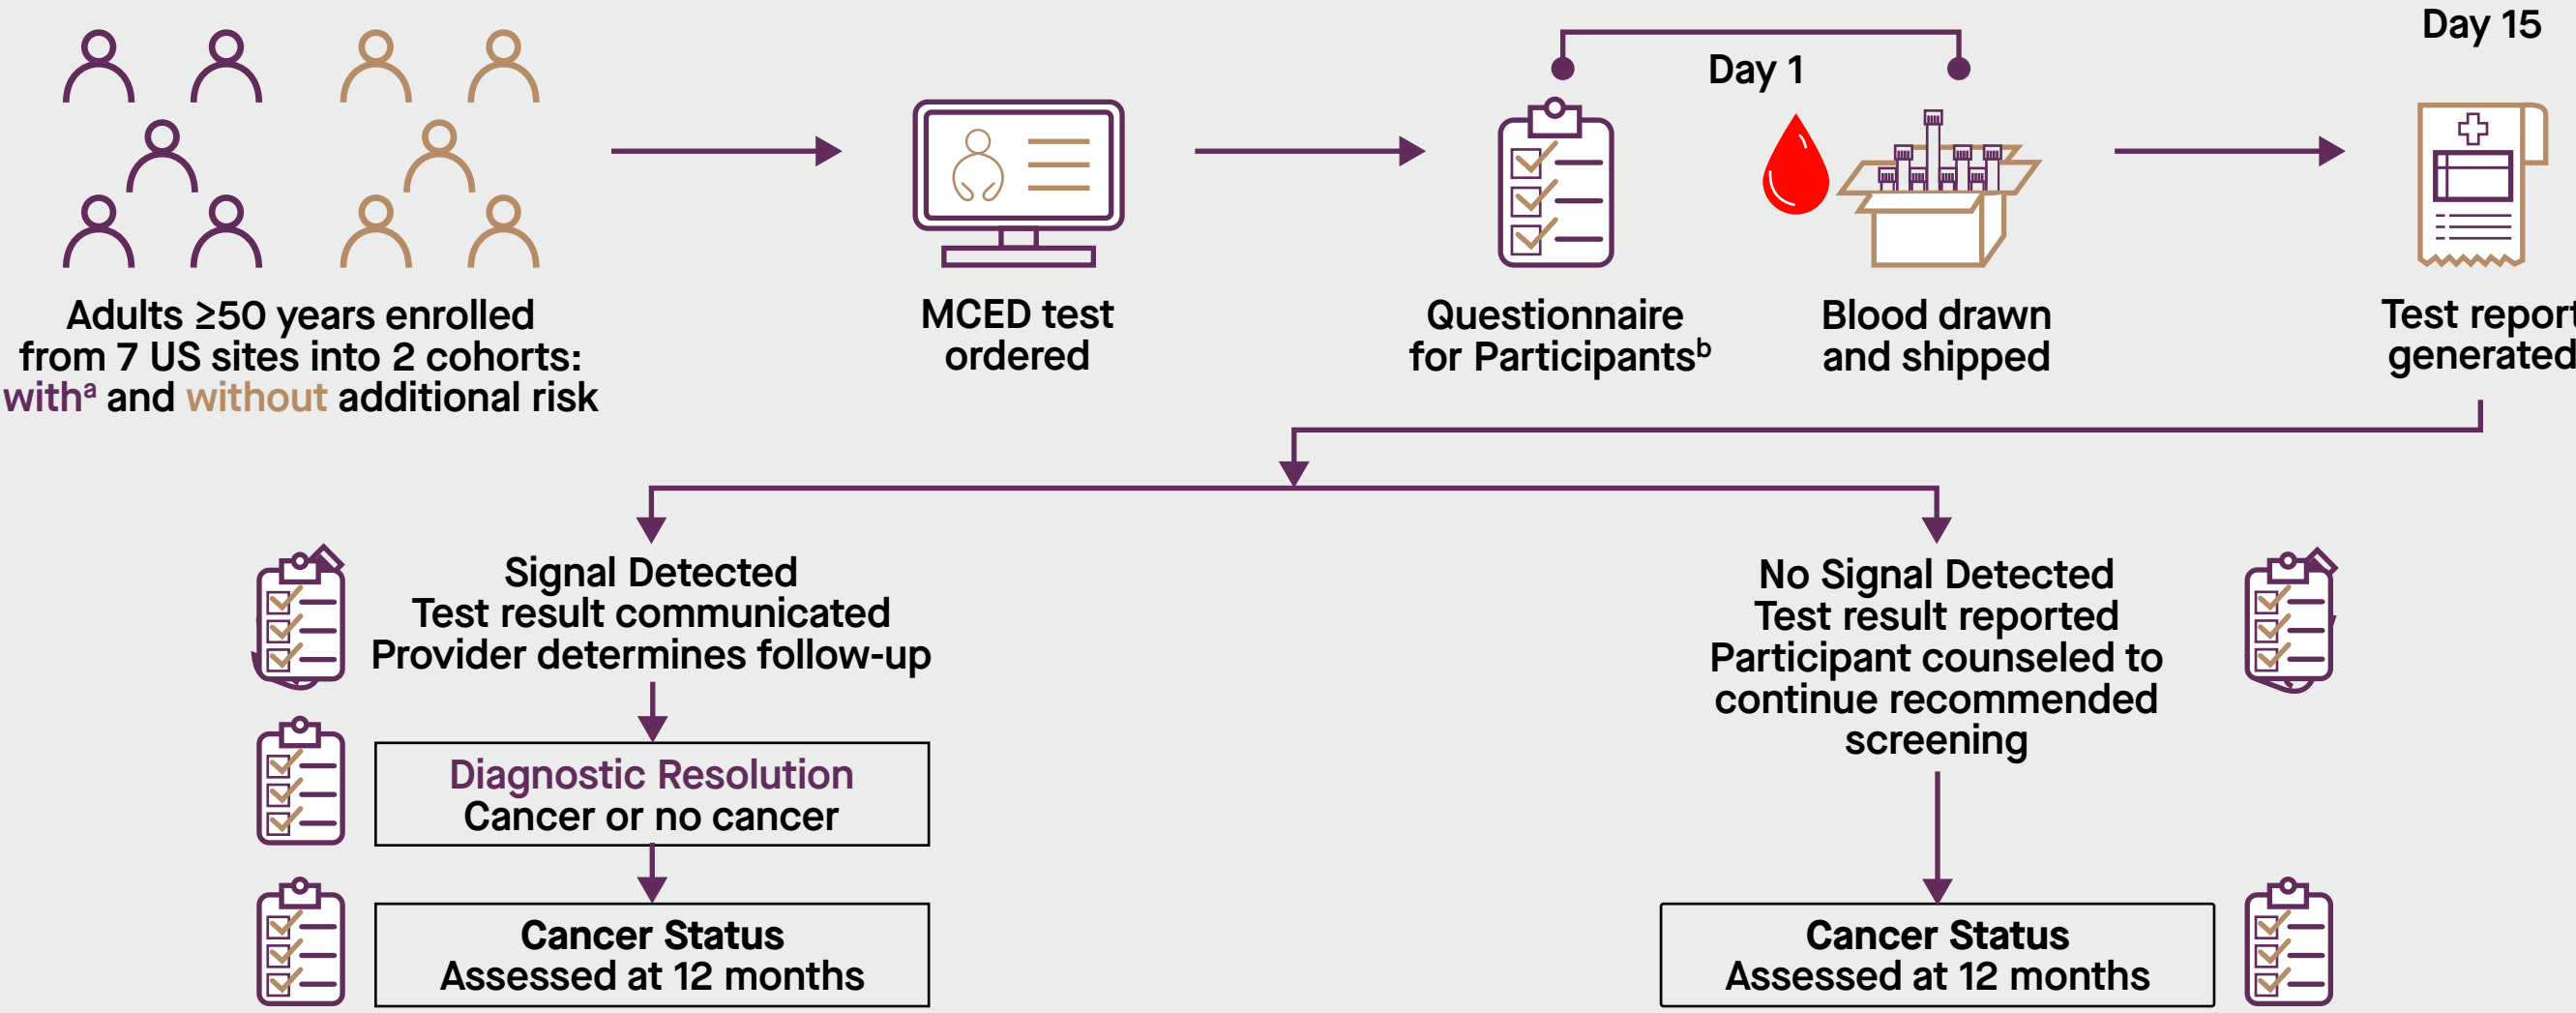 Day 15
Day 1
Adults ≥50 years enrolled
from 7 US sites into 2 cohorts:
withᵃ and without additional risk
MCED test
ordered
Questionnaire
for Participantsᵇ
Blood drawn
and shipped
Test report
generated
Signal Detected
Test result communicated
Provider determines follow-up
No Signal Detected
Test result reported
Participant counseled to
continue recommended
screening
Diagnostic Resolution
Cancer or no cancer
Cancer Status
Assessed at 12 months
Cancer Status
Assessed at 12 months